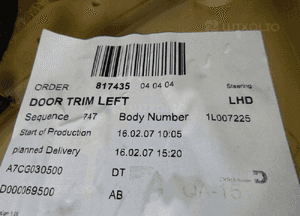 LUXOLTO
ORDER 817435 04 04 04 Steering
DOOR TRIM LEFT LHD
Sequence 747 Body Number 1L007225
Start of Production 16.02.07 10:05
planned Delivery 16.02.07 15:20
A7CG030500 DT
D000069500 AB